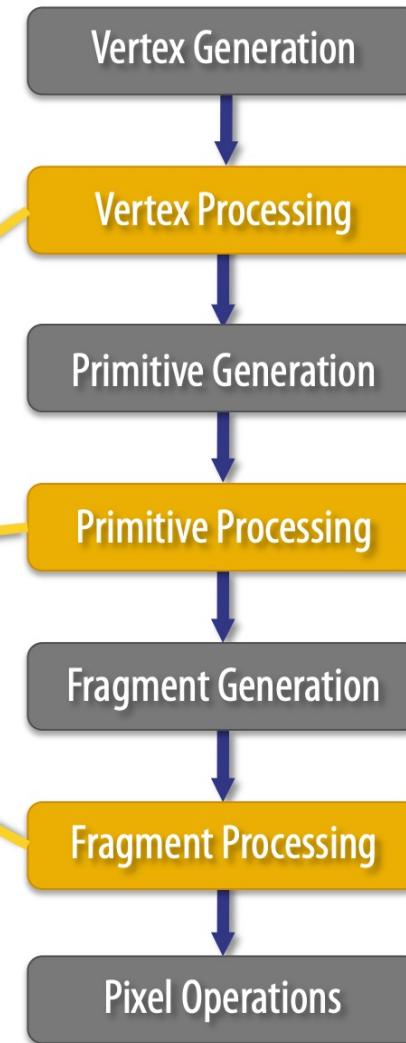 Vertex Generation
Vertex Processing
Primitive Generation
Primitive Processing
Fragment Generation
Fragment Processing
Pixel Operations